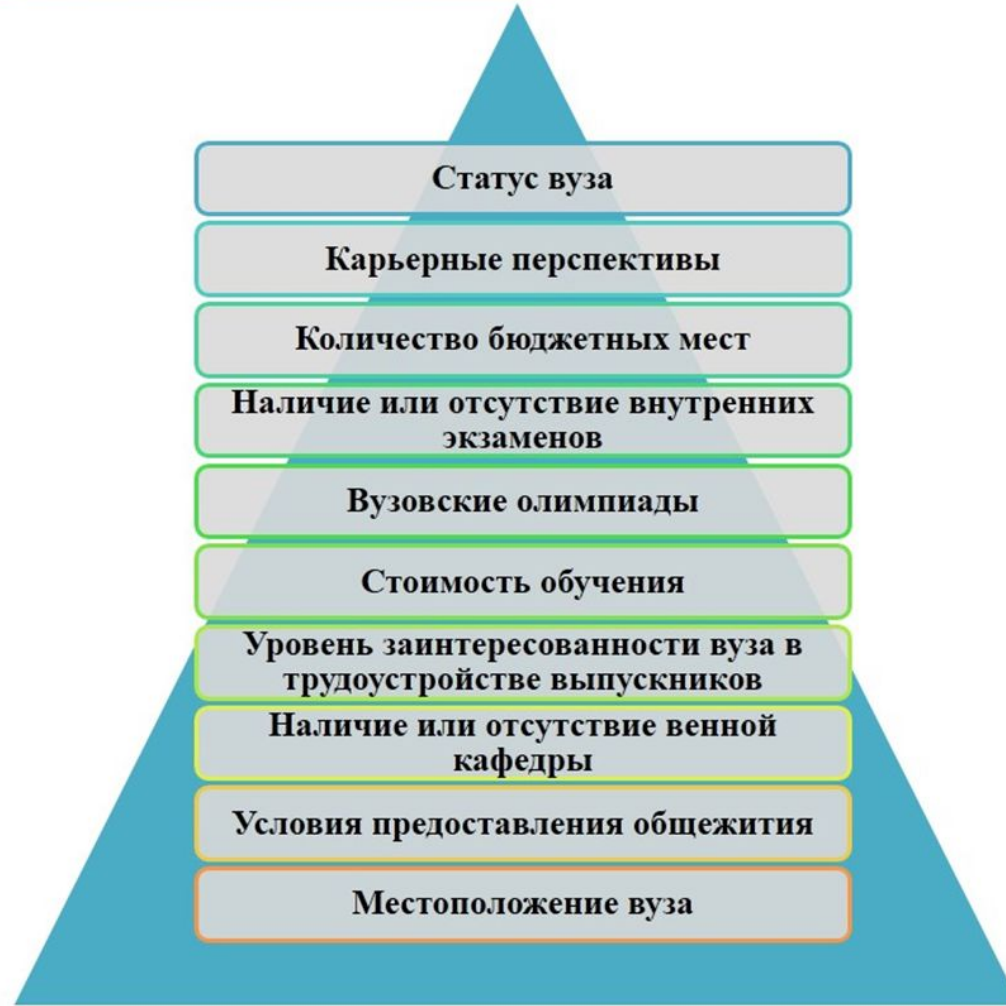 Статус вуза
Карьерные перспективы
Количество бюджетных мест
Наличие или отсутствие внутренних
экзаменов
Вузовские олимпиады
Стоимость обучения
Уровень заинтересованности вуза в
трудоустройстве выпускников
Наличие или отсутствие венной
кафедры
Условия предоставления общежития
Местоположение вуза